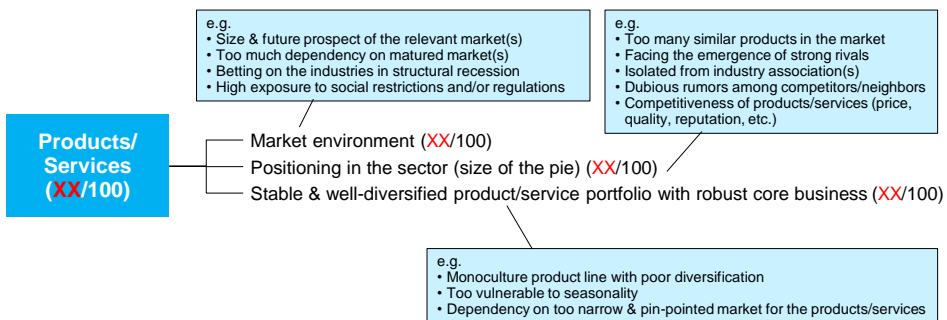 e.g.
• Size & future prospect of the relevant market(s)
• Too much dependency on matured market(s)
• Betting on the industries in structural recession
• High exposure to social restrictions and/or regulations
e.g.
• Too many similar products in the market
• Facing the emergence of strong rivals
• Isolated from industry association(s)
• Dubious rumors among competitors/neighbors
• Competitiveness of products/services (price,
quality, reputation, etc.)
Products/
Services
(XX/100)
Market environment (XX/100)
Positioning in the sector (size of the pie) (XX/100)
Stable & well-diversified product/service portfolio with robust core business (XX/100)
e.g.
• Monoculture product line with poor diversification
• Too vulnerable to seasonality
• Dependency on too narrow & pin-pointed market for the products/services